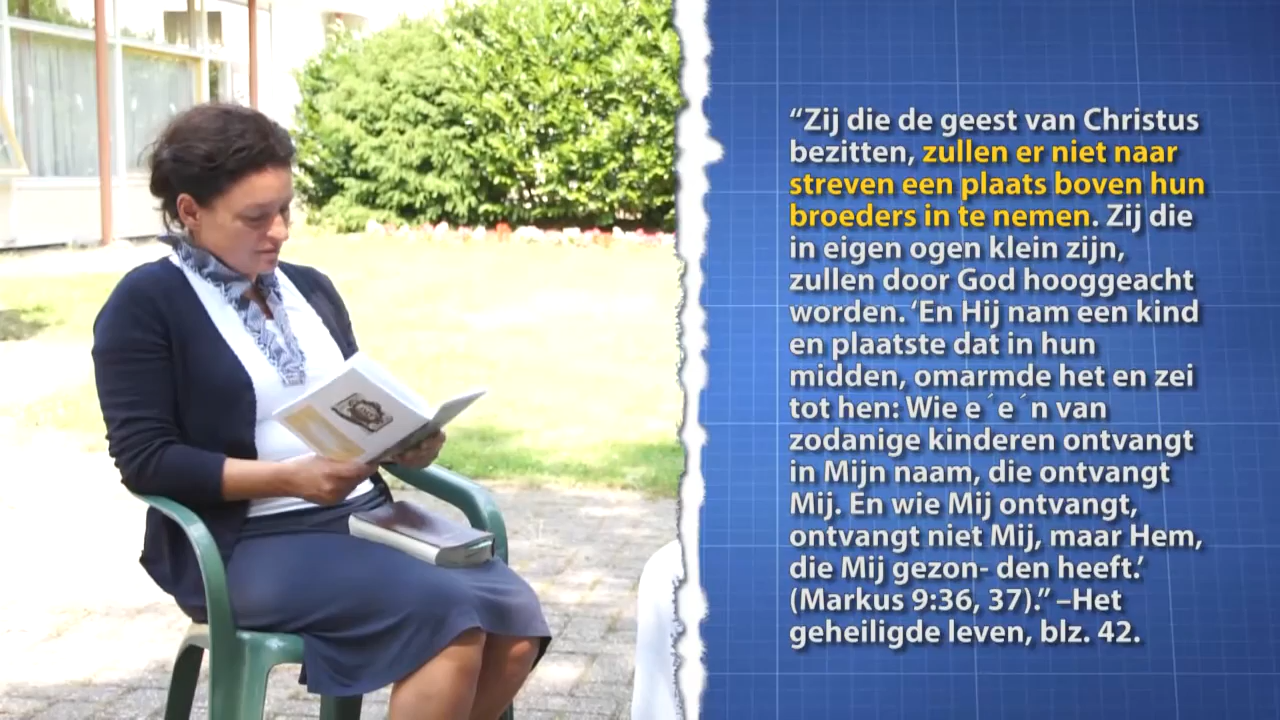 “Zij die de geest van Christus
bezitten, zullen er niet naar
streven een plaats boven hun
broeders in te nemen. Zij die
in eigen ogen klein zijn,
zullen door God hooggeacht
worden. ‘En Hij nam een kind
en plaatste dat in hun
midden, omarmde het en zei
tot hen: Wie e´e´n van
zodanige kinderen ontvangt
in Mijn naam, die ontvangt
Mij. En wie Mij ontvangt,
ontvangt niet Mij, maar Hem,
die Mij gezon- den heeft.’
(Markus 9:36, 37).” –Het
geheiligde leven, blz. 42.